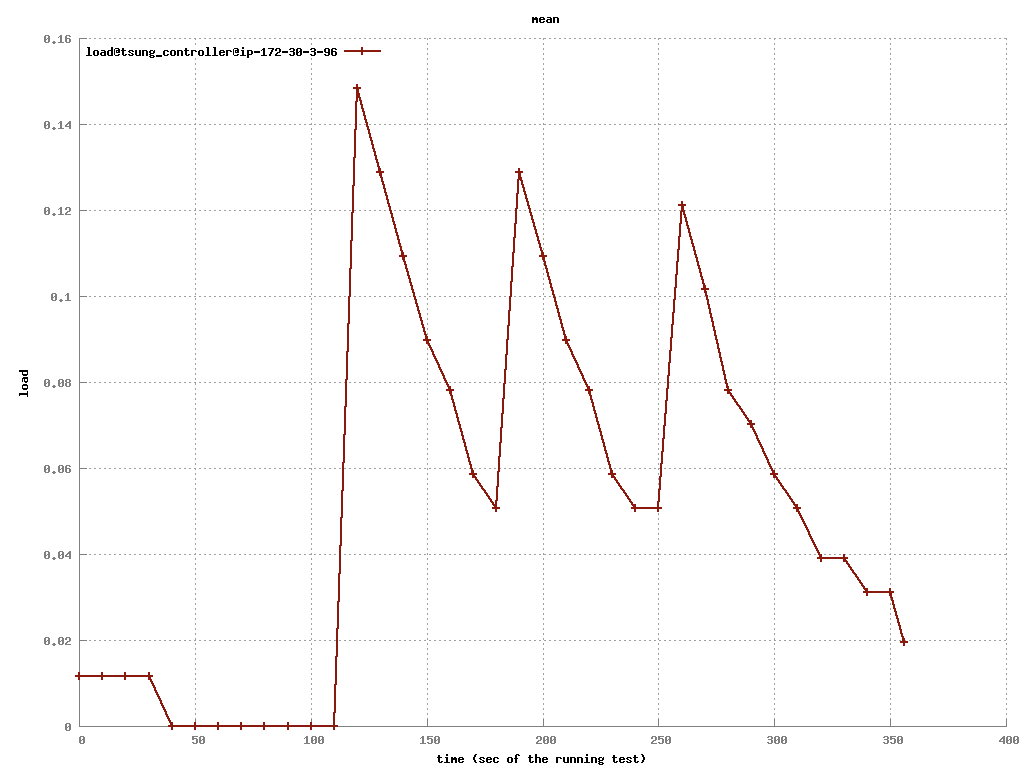 mean
0.16
load@tsung_controller@ip-172-30-3-96
0.14
0.12
0.1
0.08
load
0.06
0.04
0.02
0
0 50 100 150 200 250 300 350 400
time (sec of the running test)